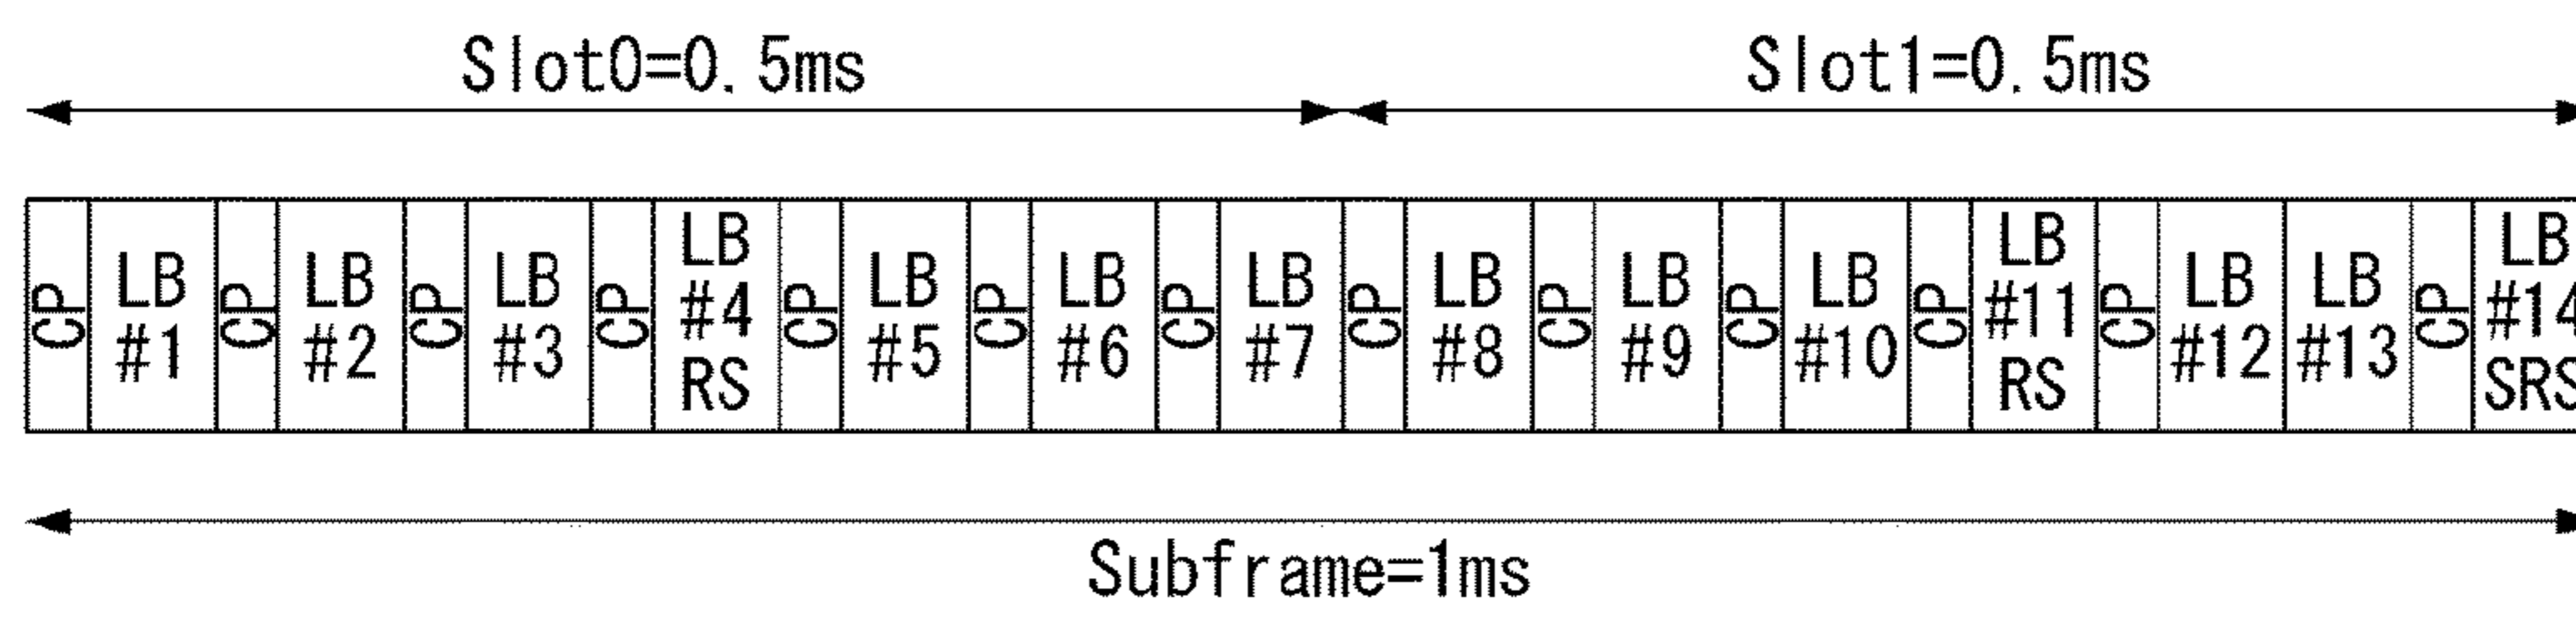 Slot0=0.5ms
Slot1=0.5ms
CP
LB
#1
CP
LB
#2
CP
LB
#3
CP
LB
#4
RS
CP
LB
#5
CP
LB
#6
CP
LB
#7
CP
LB
#8
CP
LB
#9
CP
LB
#10
CP
LB
#11
RS
CP
LB
#12
LB
#13
CP
LB
#14
SRS
Subframe=1ms